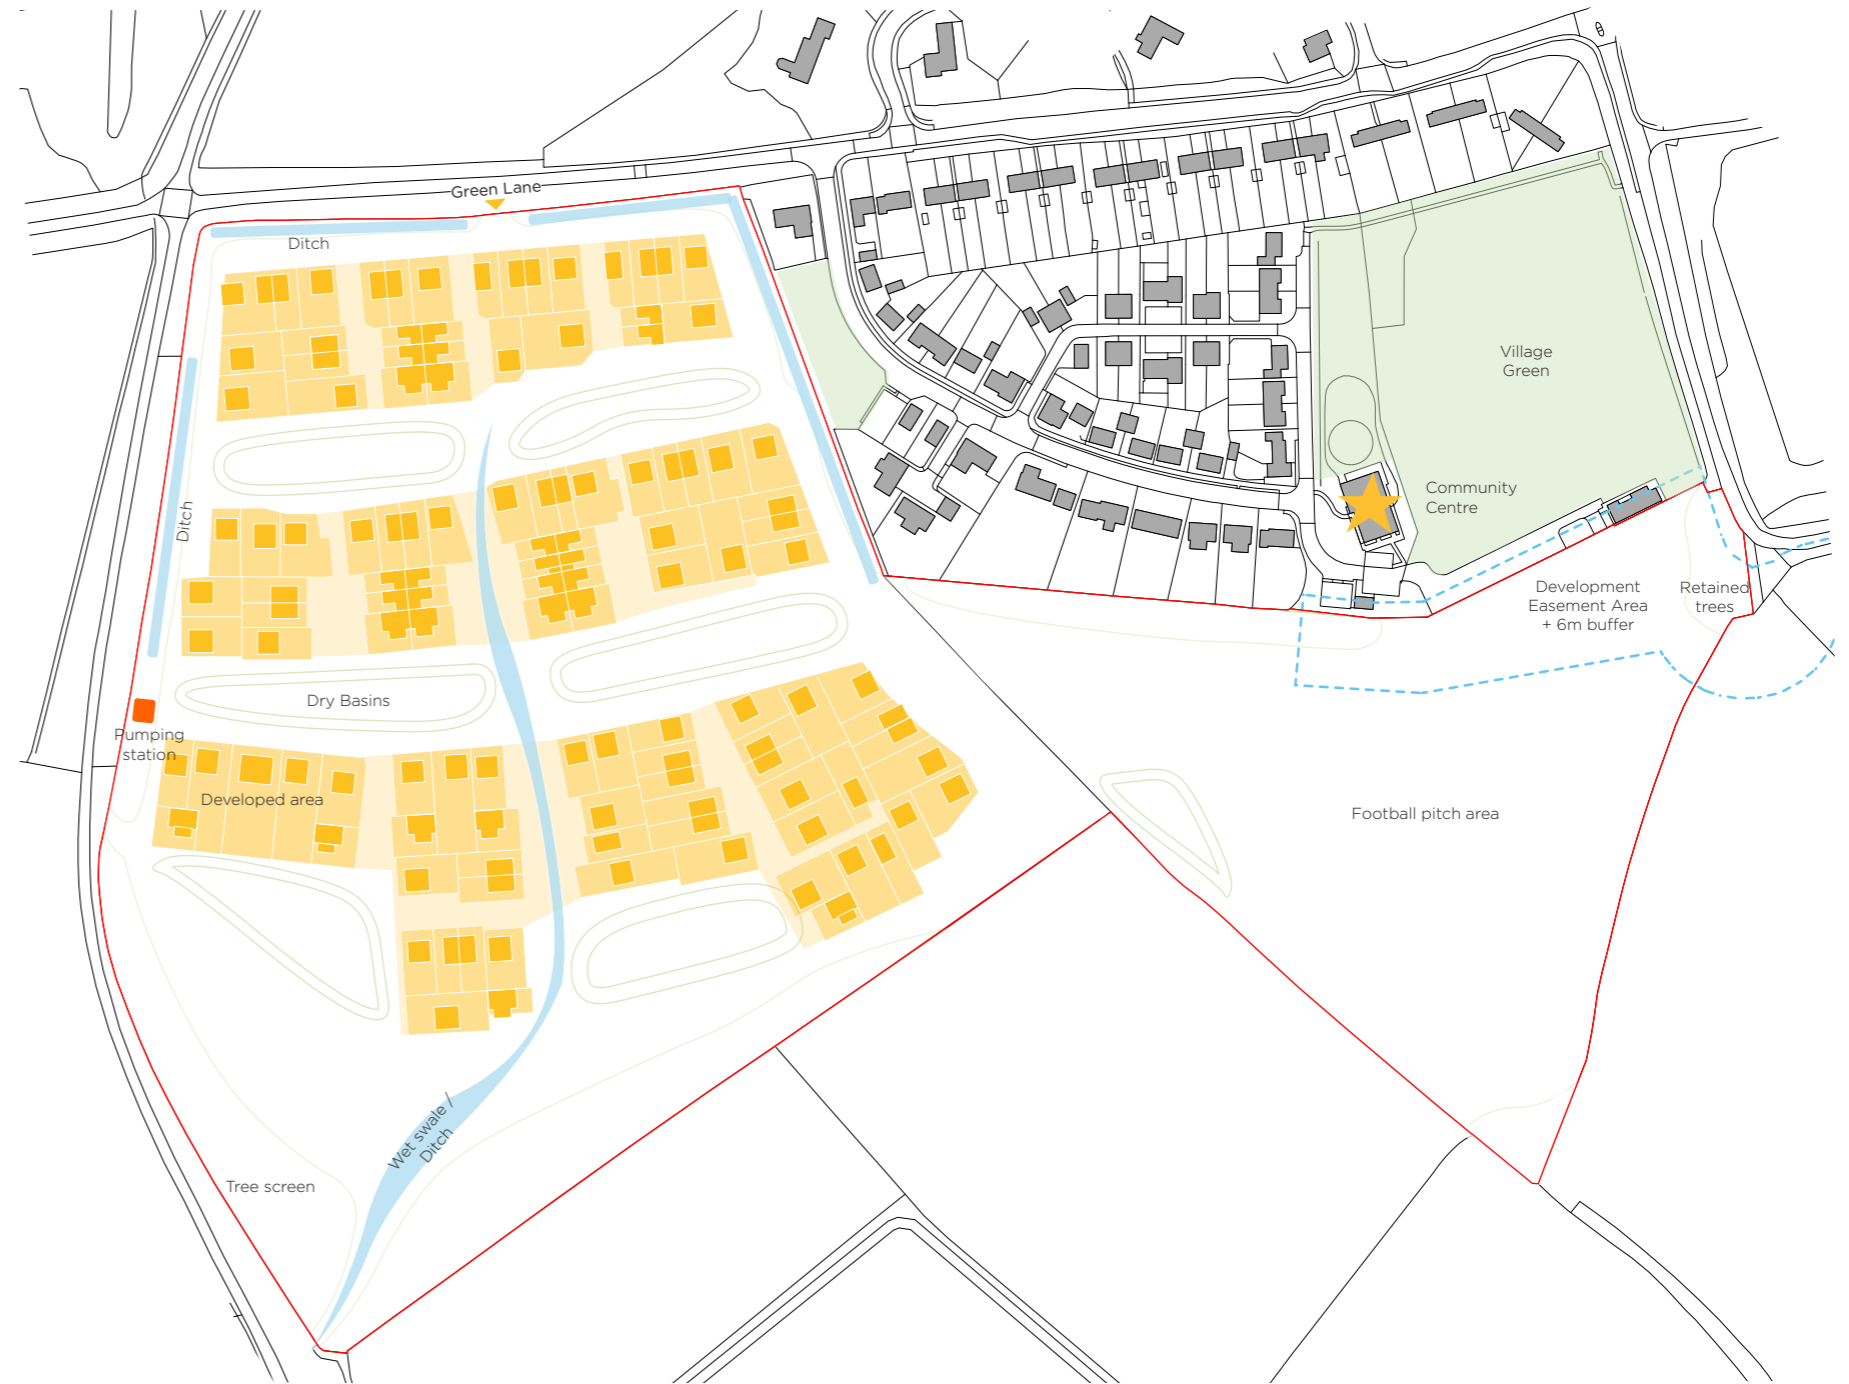 Green Lane
Ditch
Village
Green
Community
Centre
Ditch
Development
Easement Area
+ 6m buffer
Retained
trees
Dry Basins
Pumping
station
Developed area
Football pitch area
Wet swale /
Ditch
Tree screen